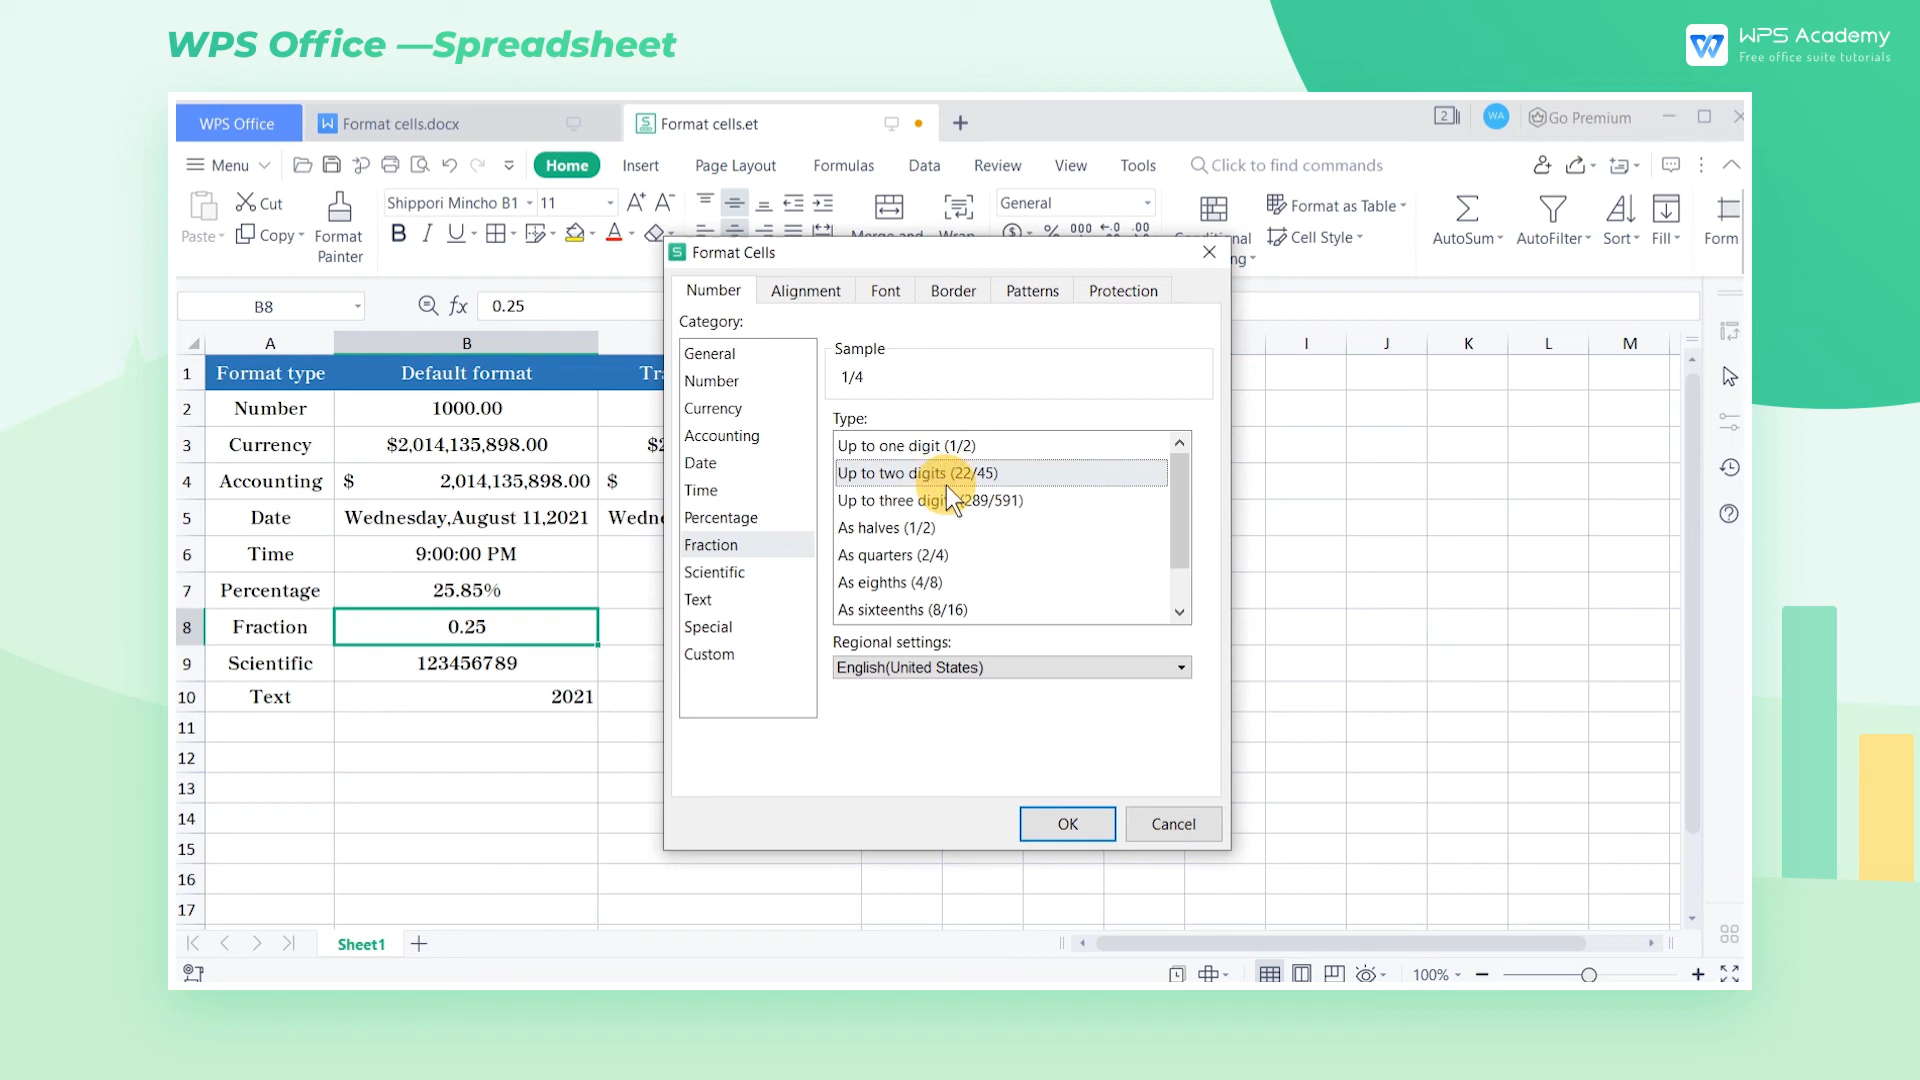 WPS Office —Spreadsheet
WPS Academy
Free office suite tutorials
WPS Office
Format cells.docx
Format cells.et
2
WA
Go Premium
Menu
Home
Insert
Page Layout
Formulas
Data
Review
View
Tools
Click to find commands
Paste
Cut
Copy
Format
Painter
Shippori Mincho B1
11
General
Format as Table
Cell Style
AutoSum
AutoFilter
Sort
Fill
Form
B8
0.25
Format Cells
Number
Alignment
Font
Border
Patterns
Protection
Category:
General
Number
Currency
Accounting
Date
Time
Percentage
Fraction
Scientific
Text
Special
Custom
Sample
1/4
Type:
Up to one digit (1/2)
Up to two digits (22/45)
Up to three digi (289/591)
As halves (1/2)
As quarters (2/4)
As eighths (4/8)
As sixteenths (8/16)
Regional settings:
English(United States)
OK
Cancel
A B I J K L M
1 Format type Default format Tra
2 Number 1000.00
3 Currency $2,014,135,898.00 $2
4 Accounting $ 2,014,135,898.00 $
5 Date Wednesday,August 11,2021 Wedne
6 Time 9:00:00 PM
7 Percentage 25.85%
8 Fraction 0.25
9 Scientific 123456789
10 Text 2021
11
12
13
14
15
16
17
Sheet1
100%